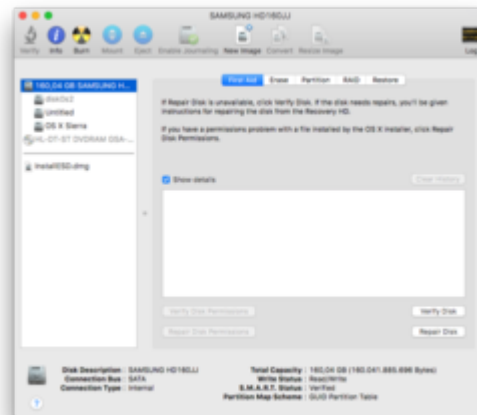 SAMSUNG HD160JJ
Verify Info Burn Mount Eject Enable Journaling New Image Convert Resize Image Log
First Aid Erase Partition RAID Restore
160,04 GB SAMSUNG H...
disk0s2
Untitled
OS X Sierra
HL-DT-ST DVDRAM GSA-...
InstallESD.dmg
If Repair Disk is unavailable, click Verify Disk. If the disk needs repairs, you'll be given
instructions for repairing the disk from the Recovery HD.
If you have a permissions problem with a file installed by the OS X installer, click Repair
Disk Permissions.
Show details
Clear History
Verify Disk Permissions
Verify Disk
Repair Disk Permissions
Repair Disk
Disk Description : SAMSUNG HD160JJ
Connection Bus : SATA
Connection Type : Internal
Total Capacity : 160,04 GB (160.041.885.696 Bytes)
Write Status : Read/Write
S.M.A.R.T. Status : Verified
Partition Map Scheme : GUID Partition Table
?